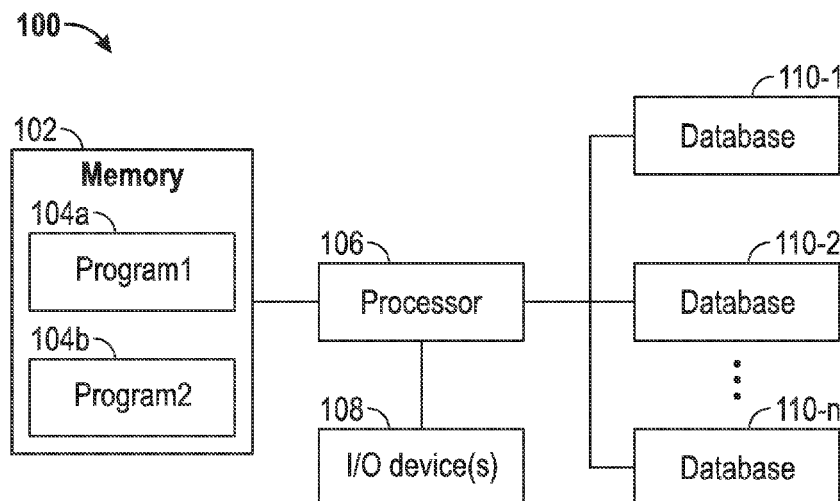 100
102
Memory
104a
Program1
104b
Program2
106
Processor
108
I/O device(s)
110-1
Database
110-2
Database
110-n
Database